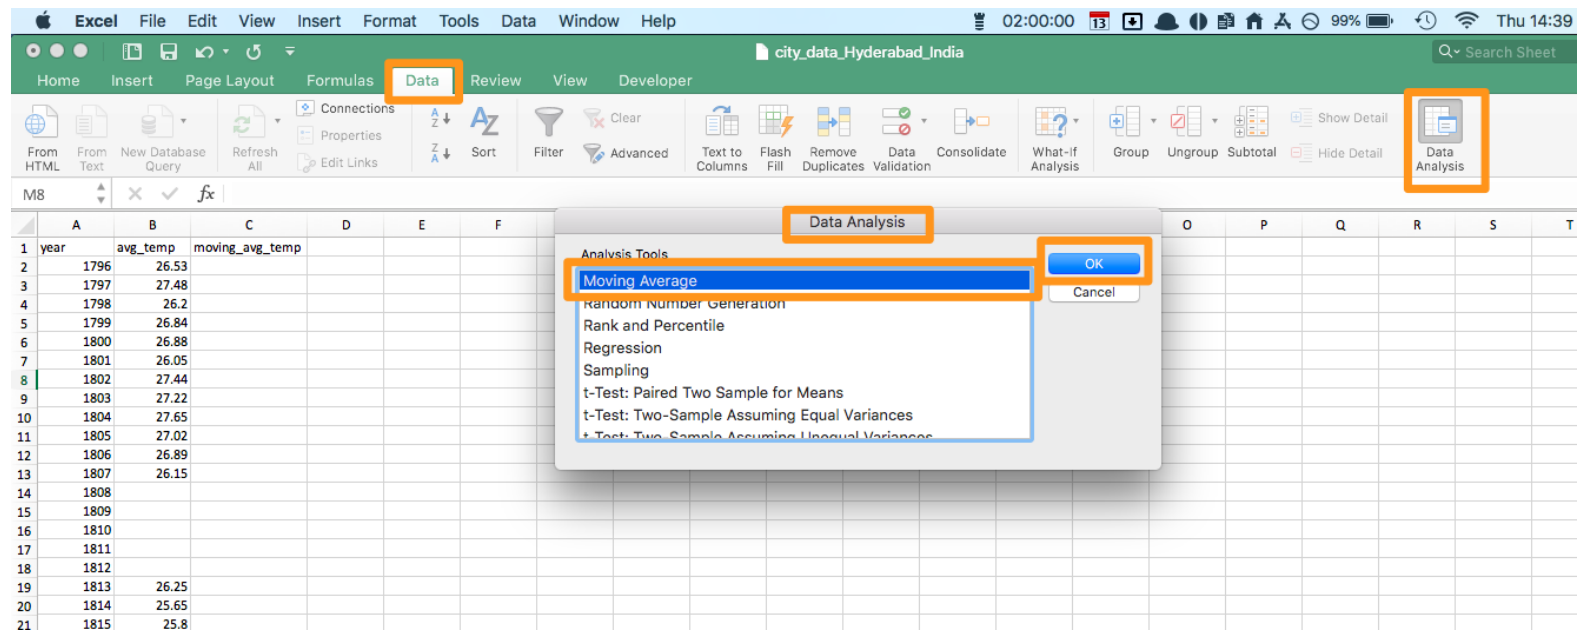 Excel File Edit View Insert Format Tools Data Window Help 02:00:00 13 99% Thu 14:39
city_data_Hyderabad_India Search Sheet
Home Insert Page Layout Formulas Data Review View Developer
From HTML From Text New Database Query Refresh All Connections Properties Edit Links Sort Filter Clear Advanced Text to Columns Flash Fill Remove Duplicates Data Validation Consolidate What-If Analysis Group Ungroup Subtotal Show Detail Hide Detail Data Analysis
M8 fx
A B C D E F O P Q R S T
1 year avg_temp moving_avg_temp
2 1796 26.53
3 1797 27.48
4 1798 26.2
5 1799 26.84
6 1800 26.88
7 1801 26.05
8 1802 27.44
9 1803 27.22
10 1804 27.65
11 1805 27.02
12 1806 26.89
13 1807 26.15
14 1808
15 1809
16 1810
17 1811
18 1812
19 1813 26.25
20 1814 25.65
21 1815 25.8
Data Analysis
Analysis Tools
Moving Average
Random Number Generation
Rank and Percentile
Regression
Sampling
t-Test: Paired Two Sample for Means
t-Test: Two-Sample Assuming Equal Variances
t-Test: Two-Sample Assuming Unequal Variances
OK
Cancel